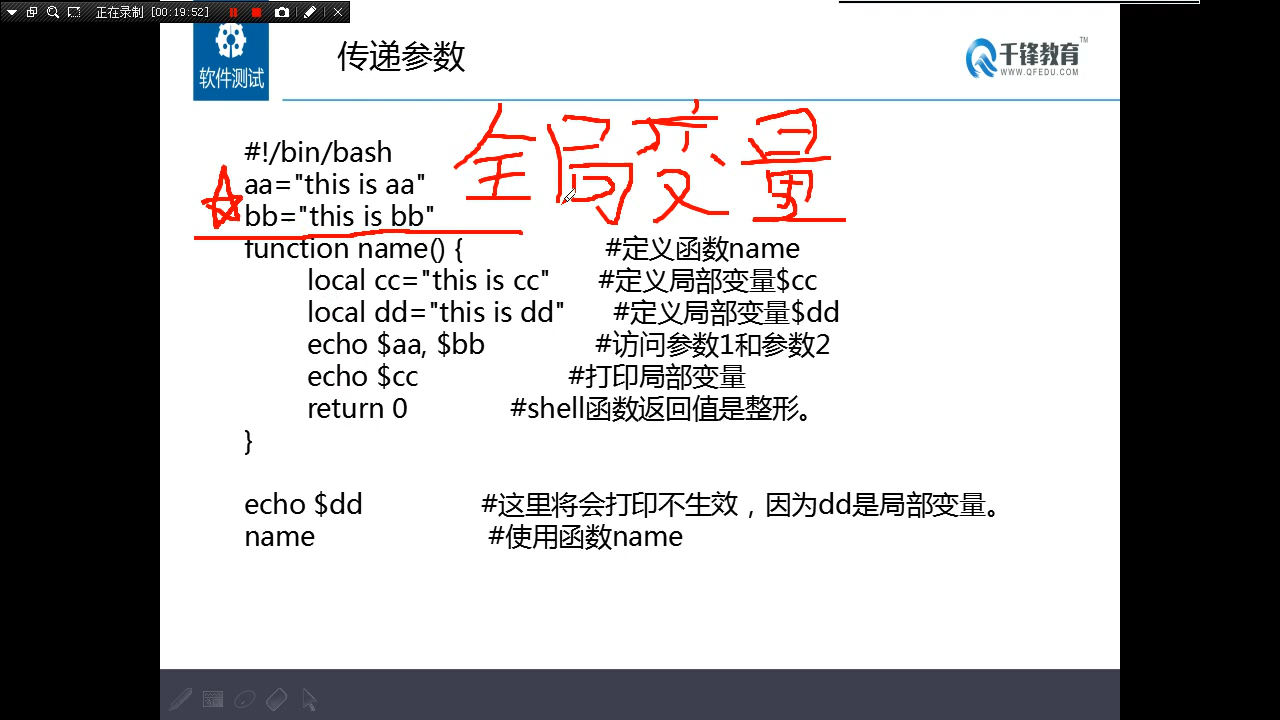 正在录制 [00:19:52]
软件测试
传递参数
千锋教育TM
WWW.QFEDU.COM
全局变量
#!/bin/bash
aa="this is aa"
bb="this is bb"
function name() { #定义函数name
local cc="this is cc" #定义局部变量$cc
local dd="this is dd" #定义局部变量$dd
echo $aa, $bb #访问参数1和参数2
echo $cc #打印局部变量
return 0 #shell函数返回值是整形。
}
echo $dd #这里将会打印不生效，因为dd是局部变量。
name #使用函数name